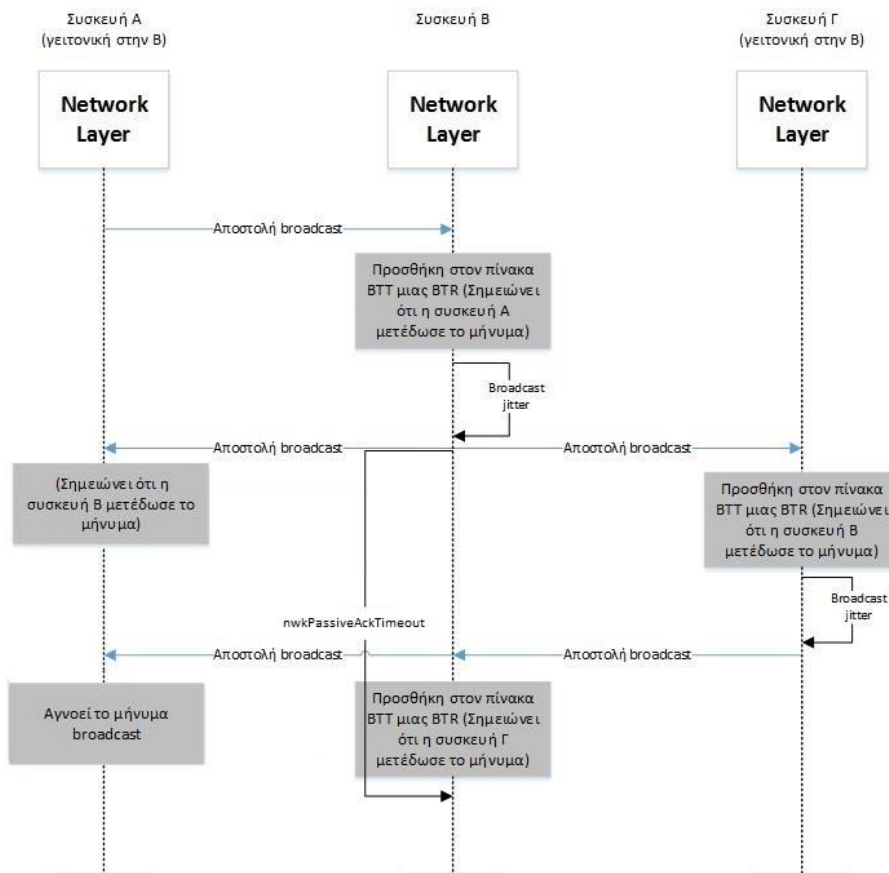 Συσκευή Α
(γειτονική στην Β)
Συσκευή Β
Συσκευή Γ
(γειτονική στην Β)
Network
Layer
Network
Layer
Network
Layer
Αποστολή broadcast
Προσθήκη στον πίνακα
BTT μιας BTR (Σημειώνει
ότι η συσκευή Α
μετέδωσε το μήνυμα)
Broadcast
jitter
Αποστολή broadcast
Αποστολή broadcast
(Σημειώνει ότι η
συσκευή Β μετέδωσε το
μήνυμα)
Προσθήκη στον πίνακα
BTT μιας BTR (Σημειώνει
ότι η συσκευή Β
μετέδωσε το μήνυμα)
Broadcast
jitter
nwkPassiveAckTimeout
Αποστολή broadcast
Αποστολή broadcast
Αγνοεί το μήνυμα
broadcast
Προσθήκη στον πίνακα
BTT μιας BTR (Σημειώνει
ότι η συσκευή Γ
μετέδωσε το μήνυμα)